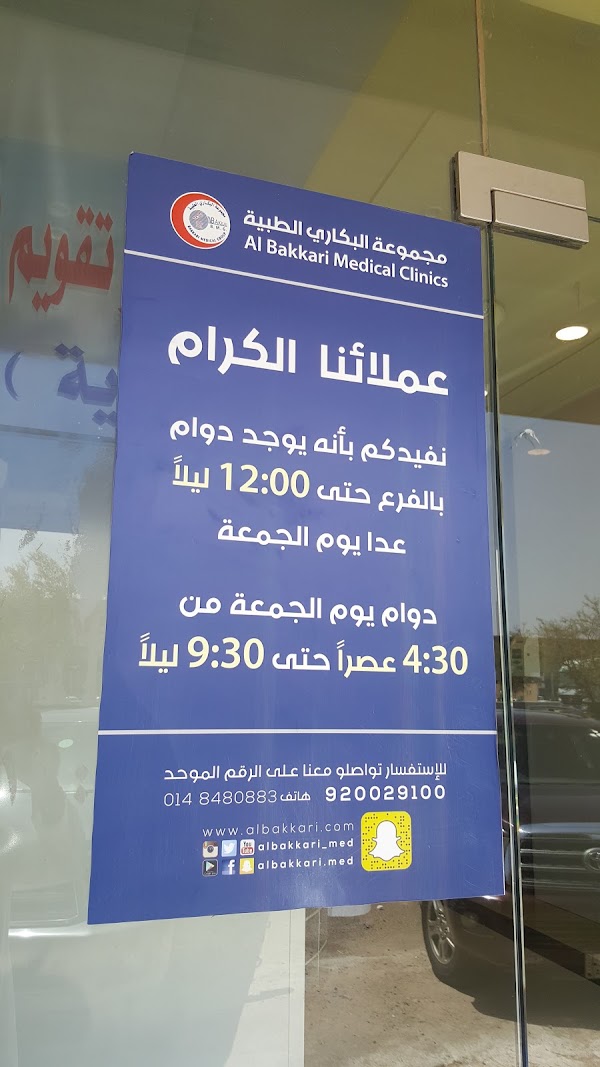 مجموعة البكاري الطبية
Al Bakkari Medical Clinics
عملائنا الكرام
نفيدكم بأنه يوجد دوام
بالفرع حتى 12:00 ليلاً
عدا يوم الجمعة
دوام يوم الجمعة من
4:30 عصراً حتى 9:30 ليلاً
للإستفسار تواصلو معنا على الرقم الموحد
920029100 هاتف 014 8480883
www.albakkari.com
albakkari_med
albakkari.med
تقويم
ية )